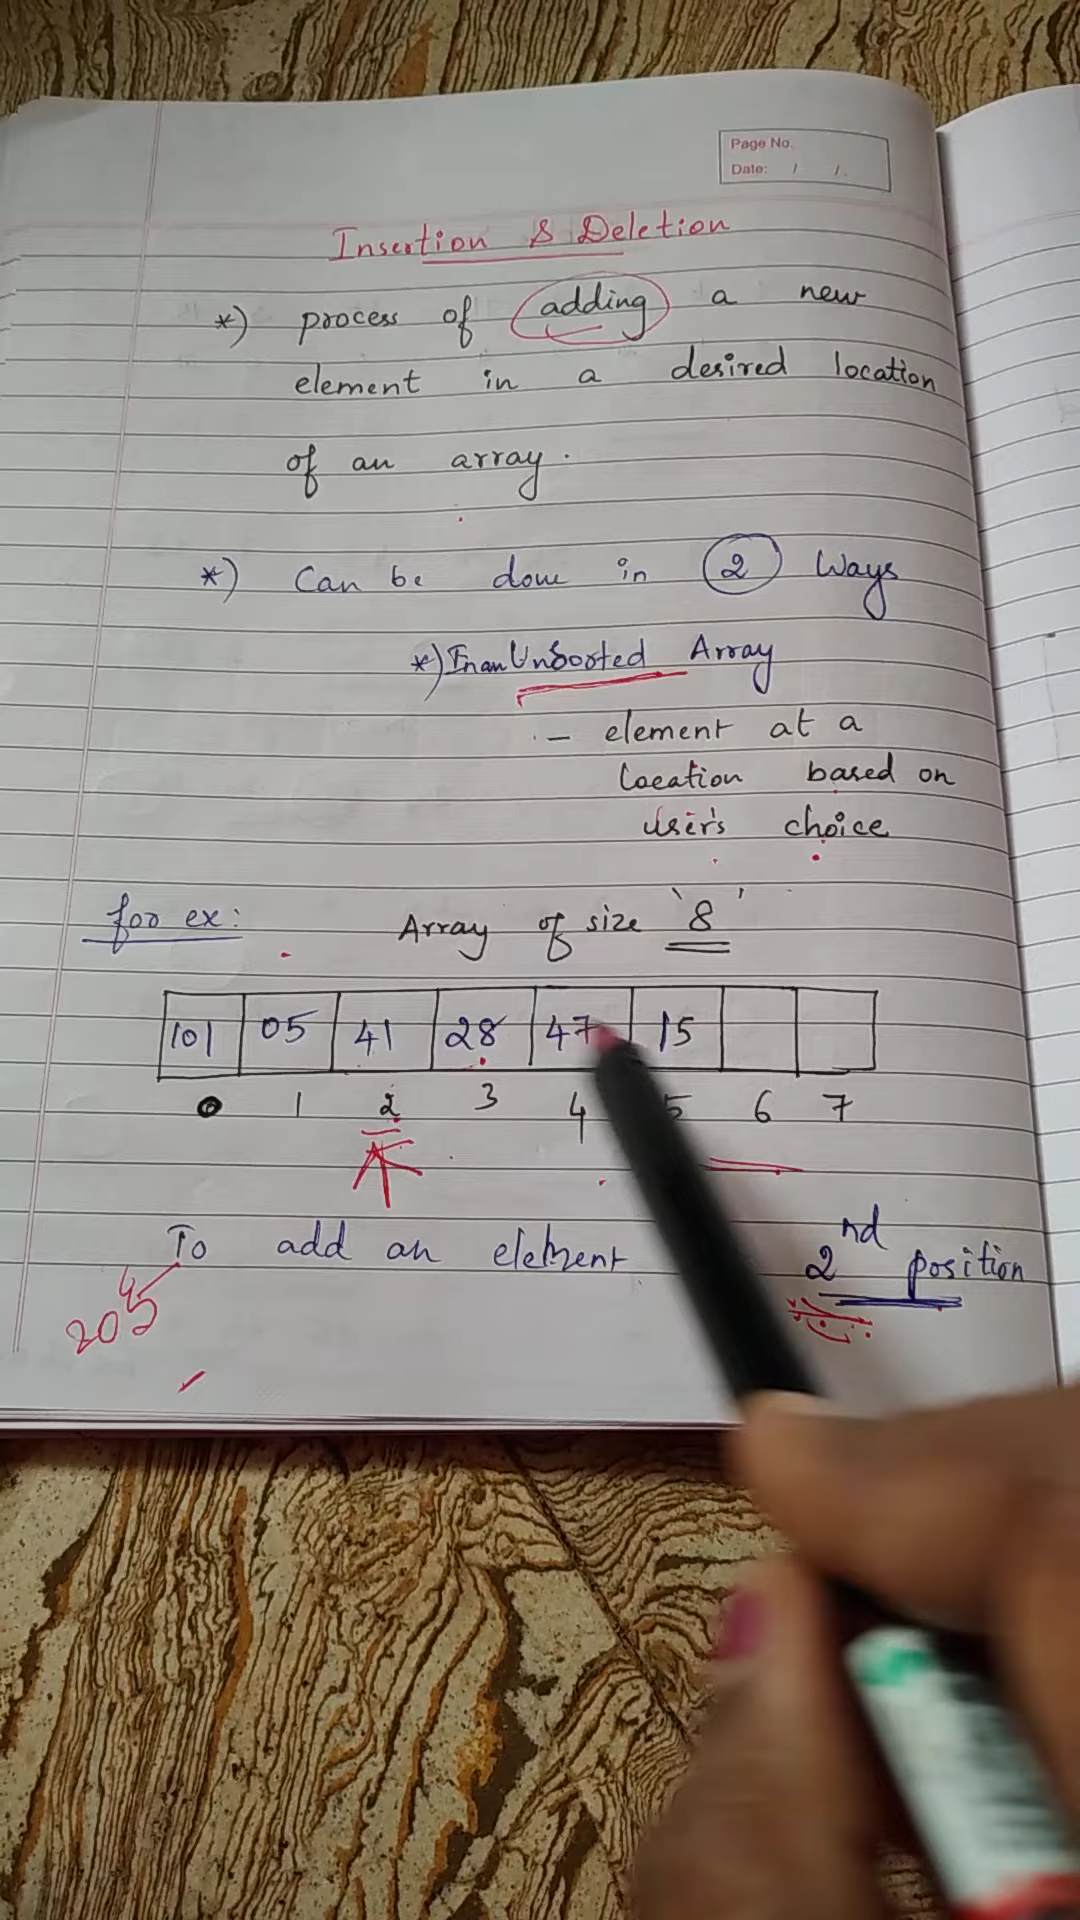 Page No.
Date: / /
Insertion & Deletion
*) process of adding a new
element in a desired location
of an array.
*) Can be done in 2 Ways
*) In an Unsorted Array
- element at a
location based on
user's choice
for ex: Array of size '8'
101 05 41 28 47 15
0 1 2 3 4 5 6 7
To add an element 2nd position
205